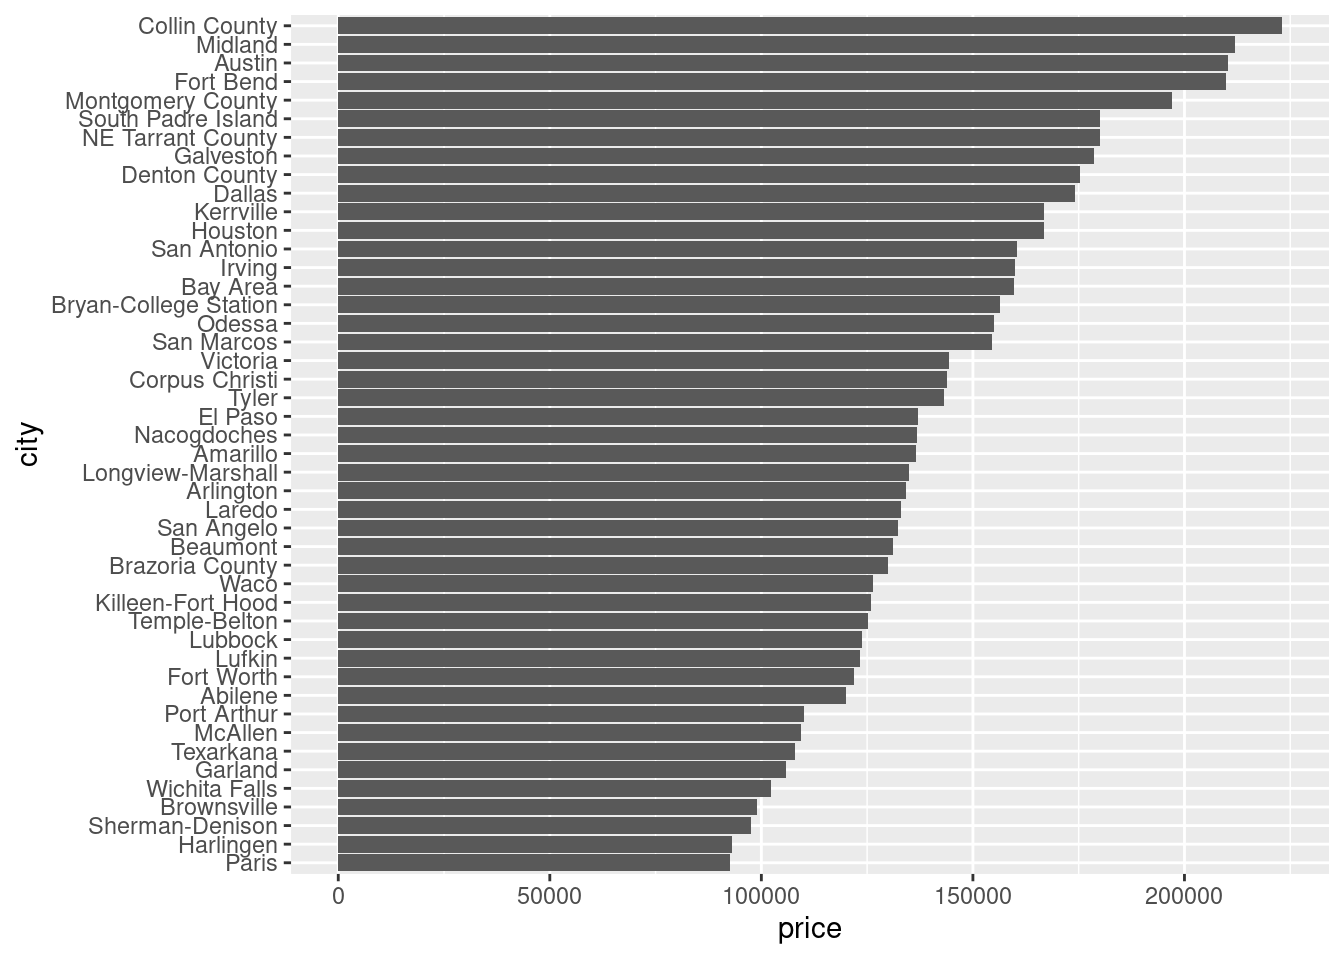 Collin County
Midland
Austin
Fort Bend
Montgomery County
South Padre Island
NE Tarrant County
Galveston
Denton County
Dallas
Kerrville
Houston
San Antonio
Irving
Bay Area
Bryan-College Station
Odessa
San Marcos
Victoria
Corpus Christi
Tyler
El Paso
Nacogdoches
Amarillo
Longview-Marshall
Arlington
Laredo
San Angelo
Beaumont
Brazoria County
Waco
Killeen-Fort Hood
Temple-Belton
Lubbock
Lufkin
Fort Worth
Abilene
Port Arthur
McAllen
Texarkana
Garland
Wichita Falls
Brownsville
Sherman-Denison
Harlingen
Paris
city
0 50000 100000 150000 200000
price